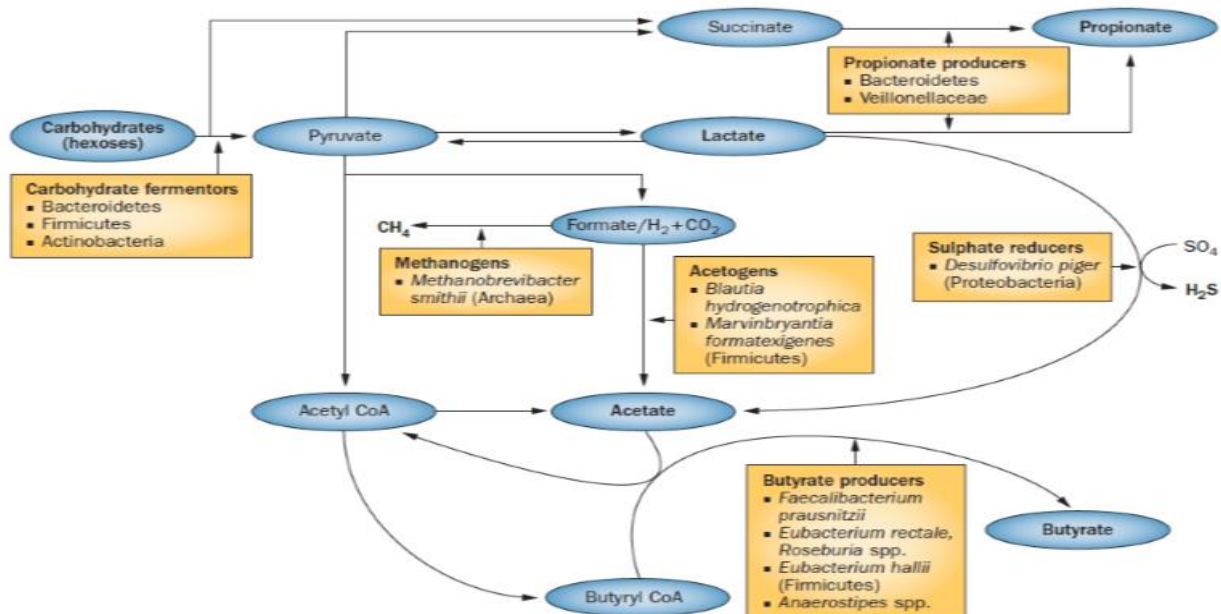 Succinate
Propionate
Propionate producers
▪ Bacteroidetes
▪ Veillonellaceae
Carbohydrates
(hexoses)
Pyruvate
Lactate
Carbohydrate fermentors
▪ Bacteroidetes
▪ Firmicutes
▪ Actinobacteria
CH₄
Formate/H₂+CO₂
Methanogens
▪ Methanobrevibacter
smithii (Archaea)
Acetogens
▪ Blautia
hydrogenotrophica
▪ Marvinbryantia
formatexigenes
(Firmicutes)
Sulphate reducers
▪ Desulfovibrio piger
(Proteobacteria)
SO₄
H₂S
Acetyl CoA
Acetate
Butyrate producers
▪ Faecalibacterium
prausnitzii
▪ Eubacterium rectale,
Roseburia spp.
▪ Eubacterium hallii
(Firmicutes)
▪ Anaerostipes spp.
Butyrate
Butyryl CoA